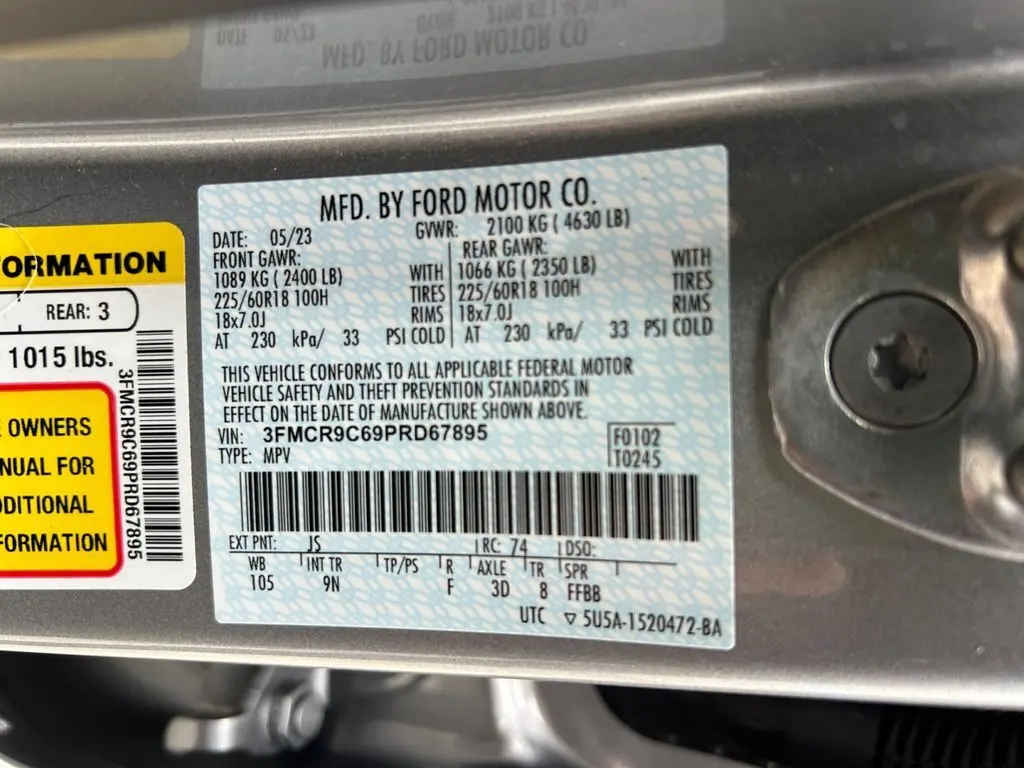 MFD. BY FORD MOTOR CO.
DATE: 05/23 GVWR: 2100 KG ( 4630 LB)
FRONT GAWR: REAR GAWR:
1089 KG (2400 LB) WITH 1066 KG (2350 LB) WITH
225/60R18 100H TIRES 225/60R18 100H TIRES
18x7.0J RIMS 18x7.0J RIMS
AT 230 kPa/ 33 PSI COLD AT 230 kPa/ 33 PSI COLD
THIS VEHICLE CONFORMS TO ALL APPLICABLE FEDERAL MOTOR
VEHICLE SAFETY AND THEFT PREVENTION STANDARDS IN
EFFECT ON THE DATE OF MANUFACTURE SHOWN ABOVE.
VIN: 3FMCR9C69PRD67895 F0102
TYPE: MPV T0245
EXT PNT: JS RC: 74 DSO:
WB INT TR TP/PS R AXLE TR SPR
105 9N F 3D 8 FFBB
UTC ▽ 5U5A-1520472-BA
ORMATION
REAR: 3
1015 lbs.
OWNERS
NUAL FOR
DDITIONAL
FORMATION
3FMCR9C69PRD67895
DATE 05/23
MFD. BY FORD MOTOR CO.